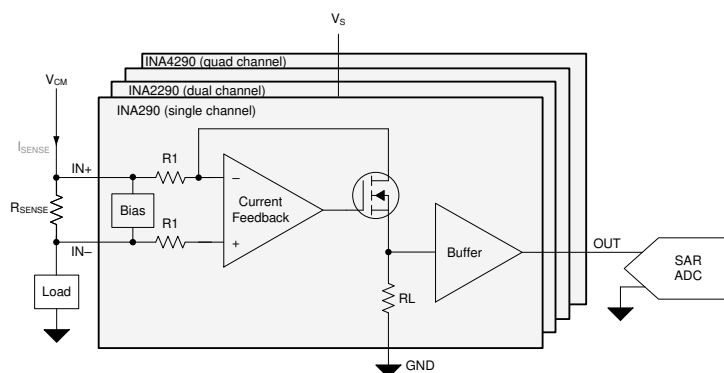 VS
INA4290 (quad channel)
INA2290 (dual channel)
INA290 (single channel)
VCM
ISENSE
IN+
R1
RSENSE
Bias
R1
IN–
Load
−
+
Current
Feedback
Buffer
RL
OUT
SAR
ADC
GND